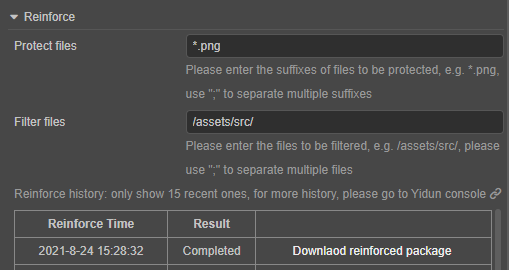 Reinforce
Protect files
*.png
Please enter the suffixes of files to be protected, e.g. *.png,
use ";" to separate multiple suffixes
Filter files
/assets/src/
Please enter the files to be filtered, e.g. /assets/src/, please
use ";" to separate multiple files
Reinforce history: only show 15 recent ones, for more history, please go to Yidun console
Reinforce Time Result
2021-8-24 15:28:32 Completed Downlaod reinforced package